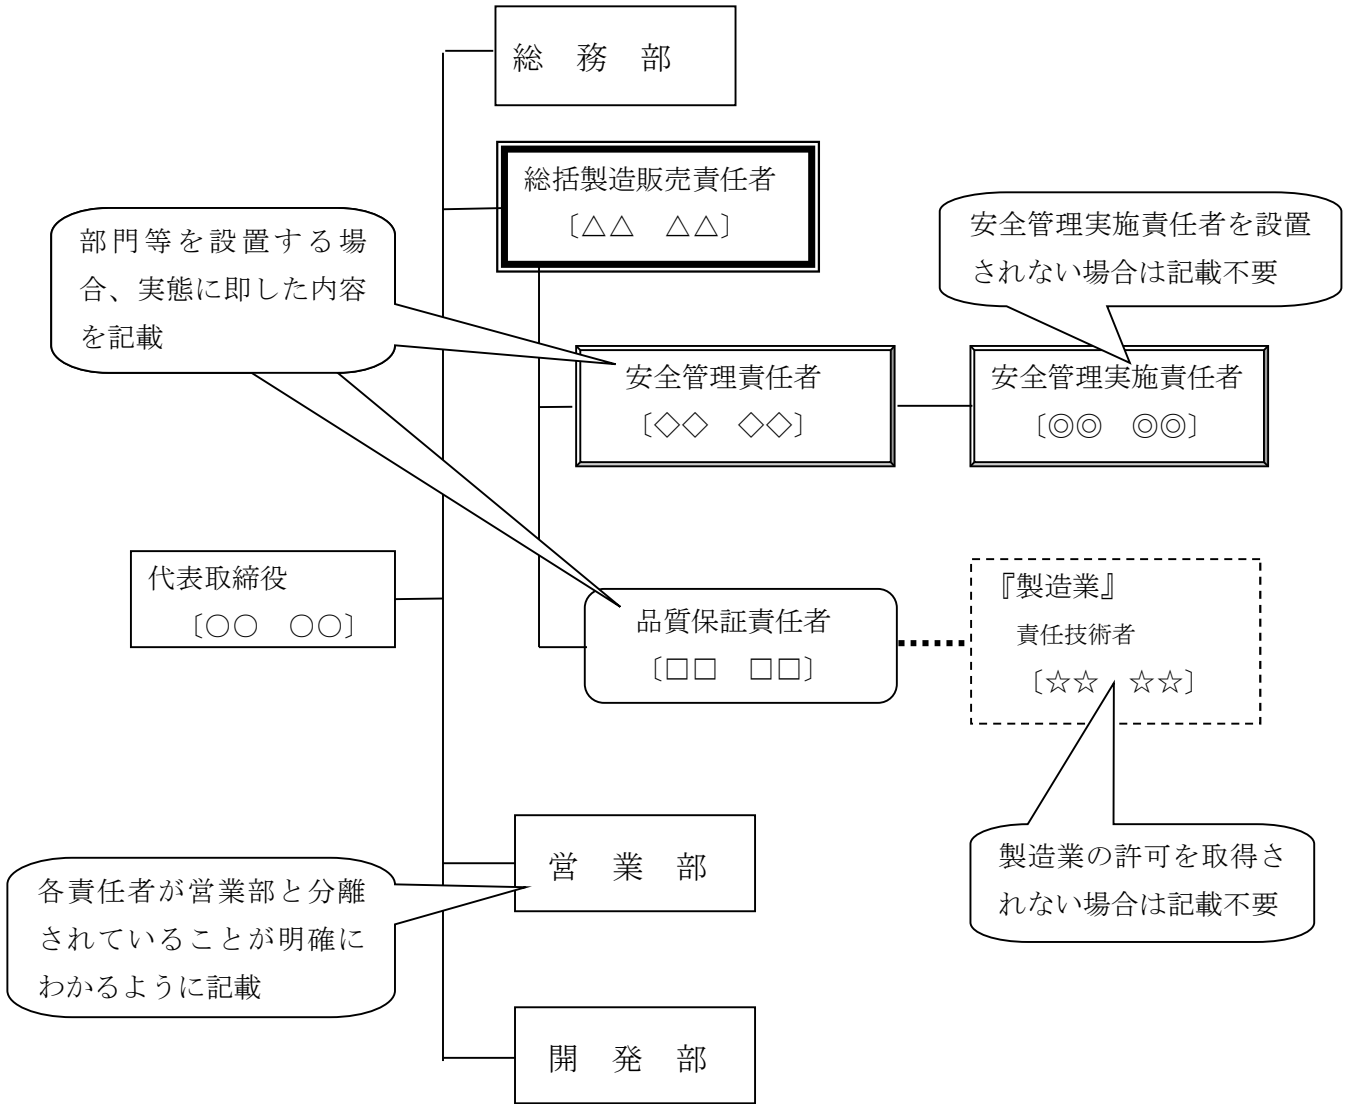 総　務　部
総括製造販売責任者
〔△△　△△〕
部門等を設置する場
合、実態に即した内容
を記載
安全管理実施責任者を設置
されない場合は記載不要
安全管理責任者
〔◇◇　◇◇〕
安全管理実施責任者
〔◎◎　◎◎〕
代表取締役
〔○○　○○〕
品質保証責任者
〔□□　□□〕
『製造業』
責任技術者
〔☆☆　☆☆〕
営　業　部
各責任者が営業部と分離
されていることが明確に
わかるように記載
製造業の許可を取得さ
れない場合は記載不要
開　発　部